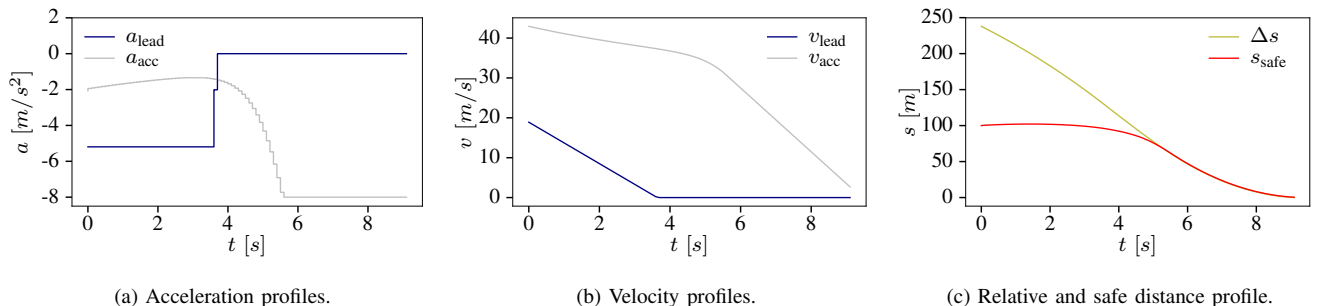 2
0
-2
-4
-6
-8
a [m/s²]
a_lead
a_acc
0 2 4 6 8
t [s]
(a) Acceleration profiles.
40
20
0
v [m/s]
v_lead
v_acc
0 2 4 6 8
t [s]
(b) Velocity profiles.
250
200
150
100
50
0
s [m]
Δs
s_safe
0 2 4 6 8
t [s]
(c) Relative and safe distance profile.